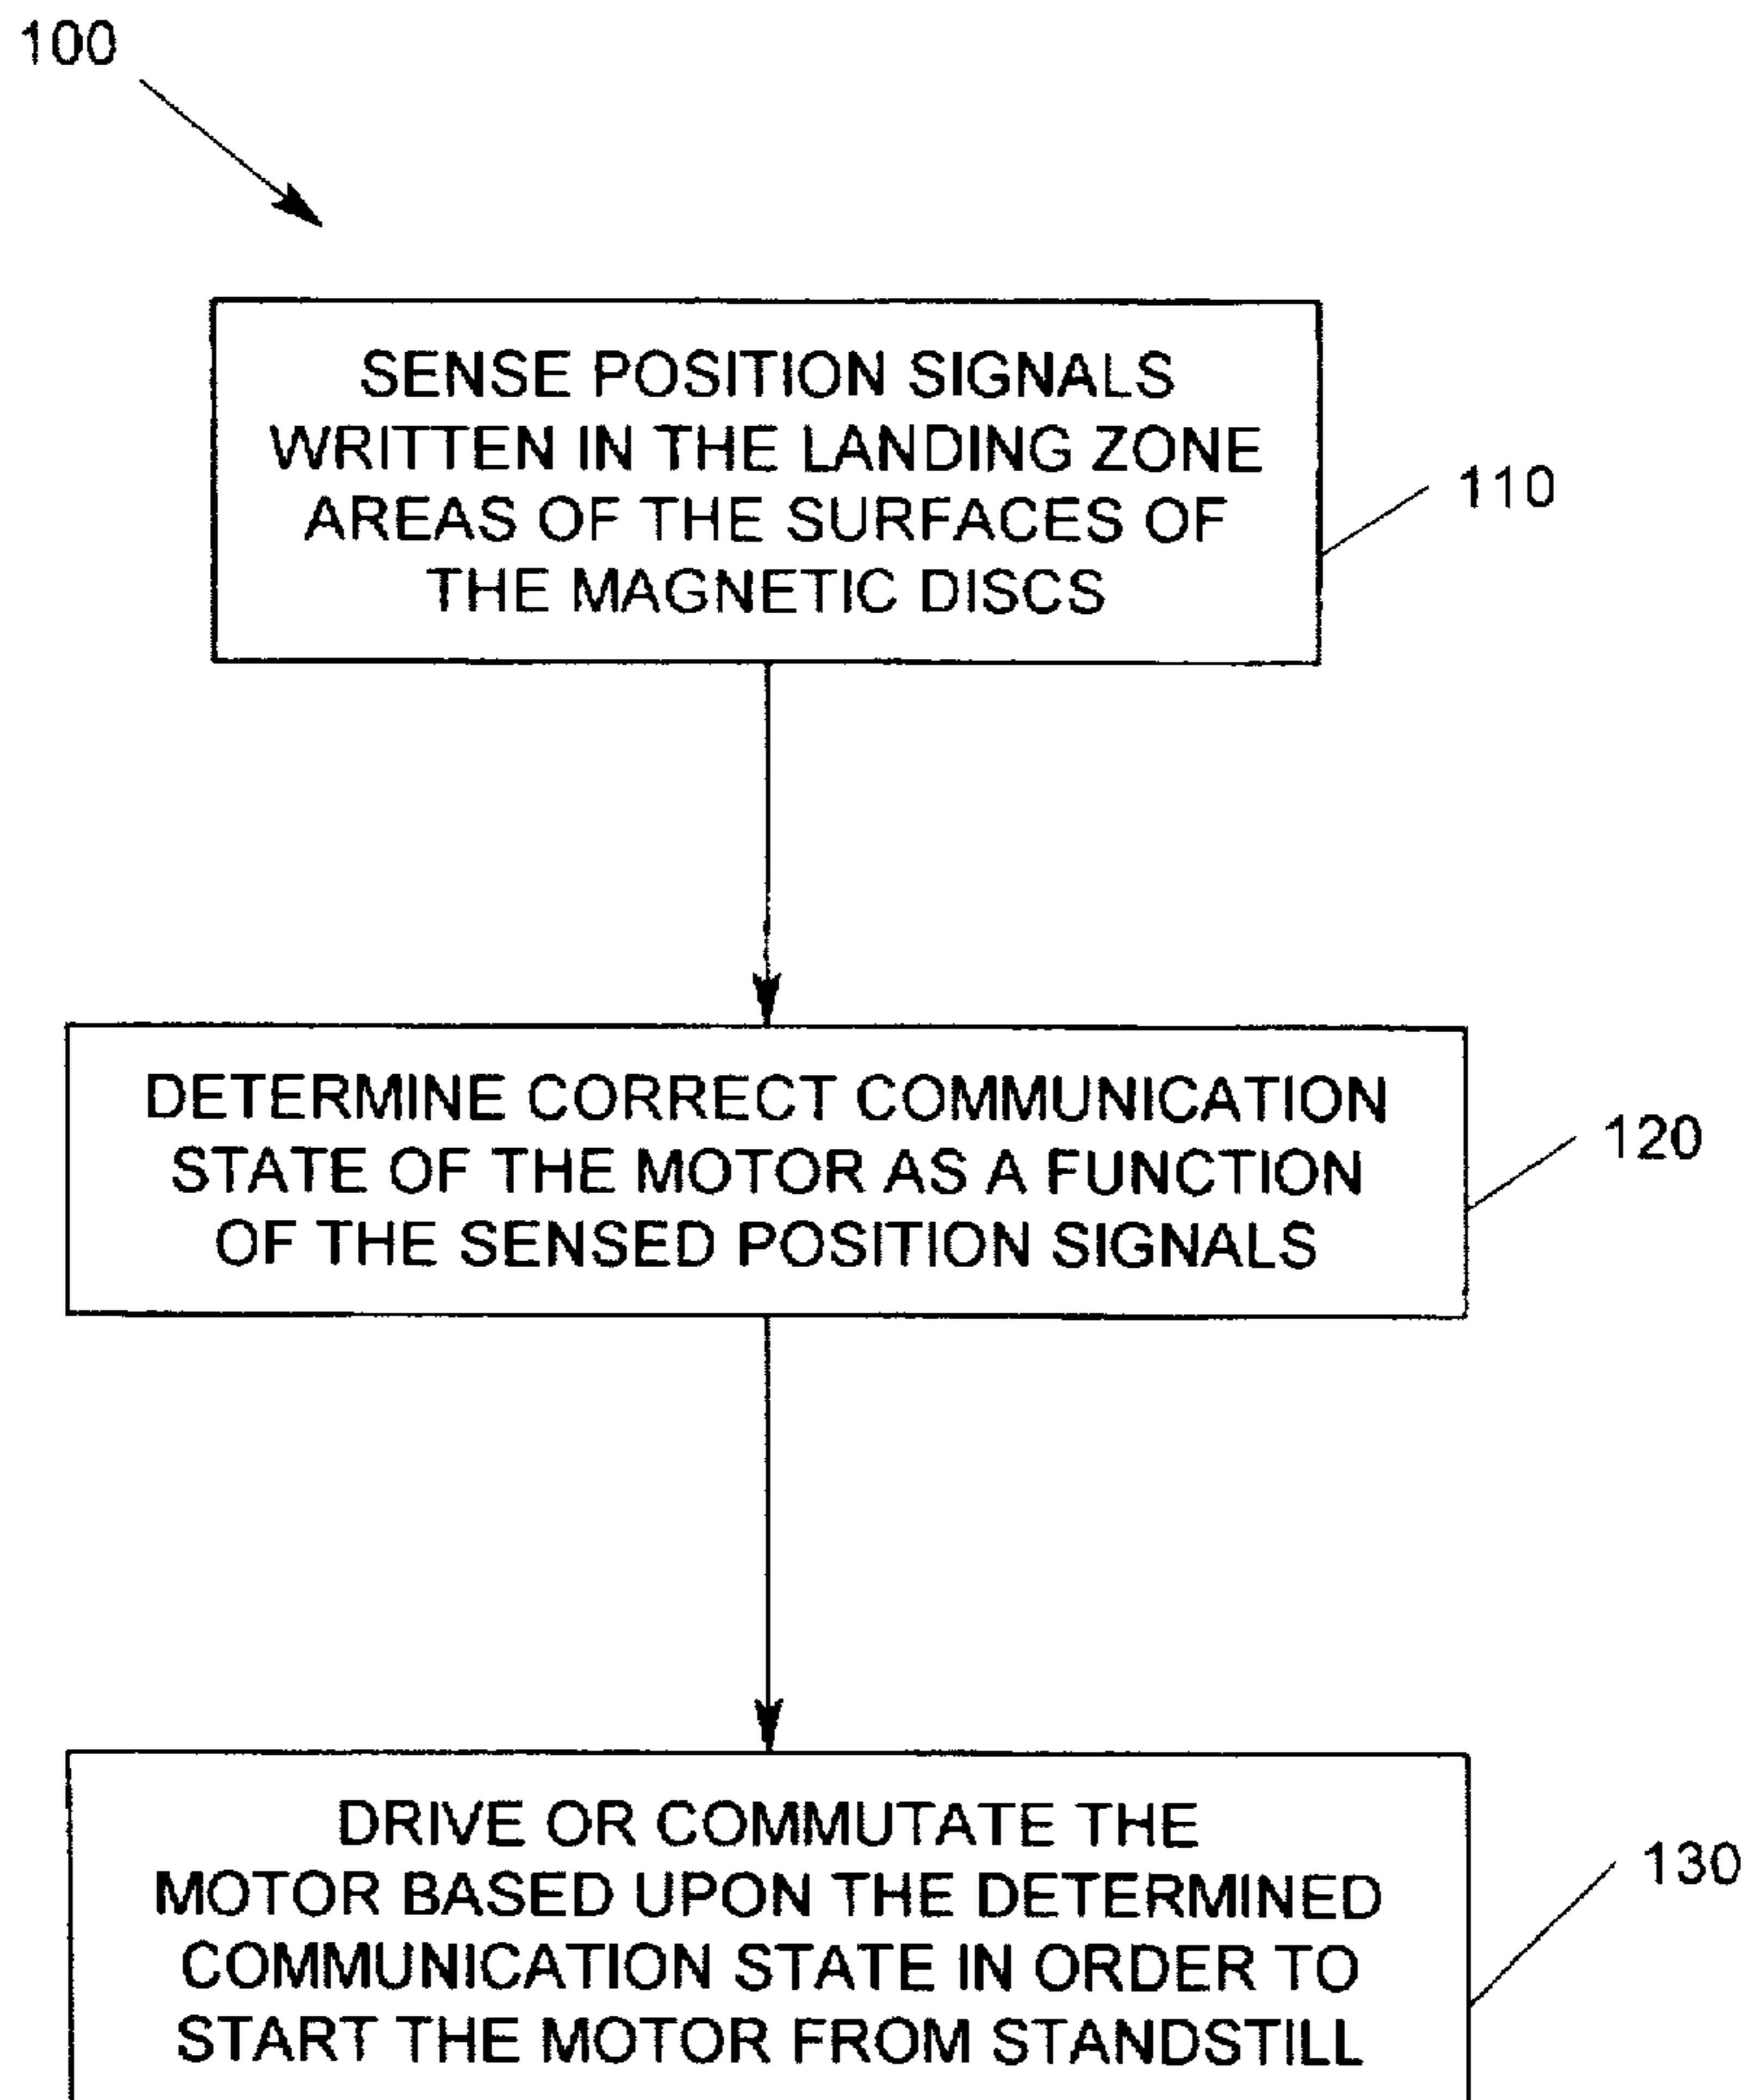 100
SENSE POSITION SIGNALS
WRITTEN IN THE LANDING ZONE
AREAS OF THE SURFACES OF
THE MAGNETIC DISCS
110
DETERMINE CORRECT COMMUNICATION
STATE OF THE MOTOR AS A FUNCTION
OF THE SENSED POSITION SIGNALS
120
DRIVE OR COMMUTATE THE
MOTOR BASED UPON THE DETERMINED
COMMUNICATION STATE IN ORDER TO
START THE MOTOR FROM STANDSTILL
130